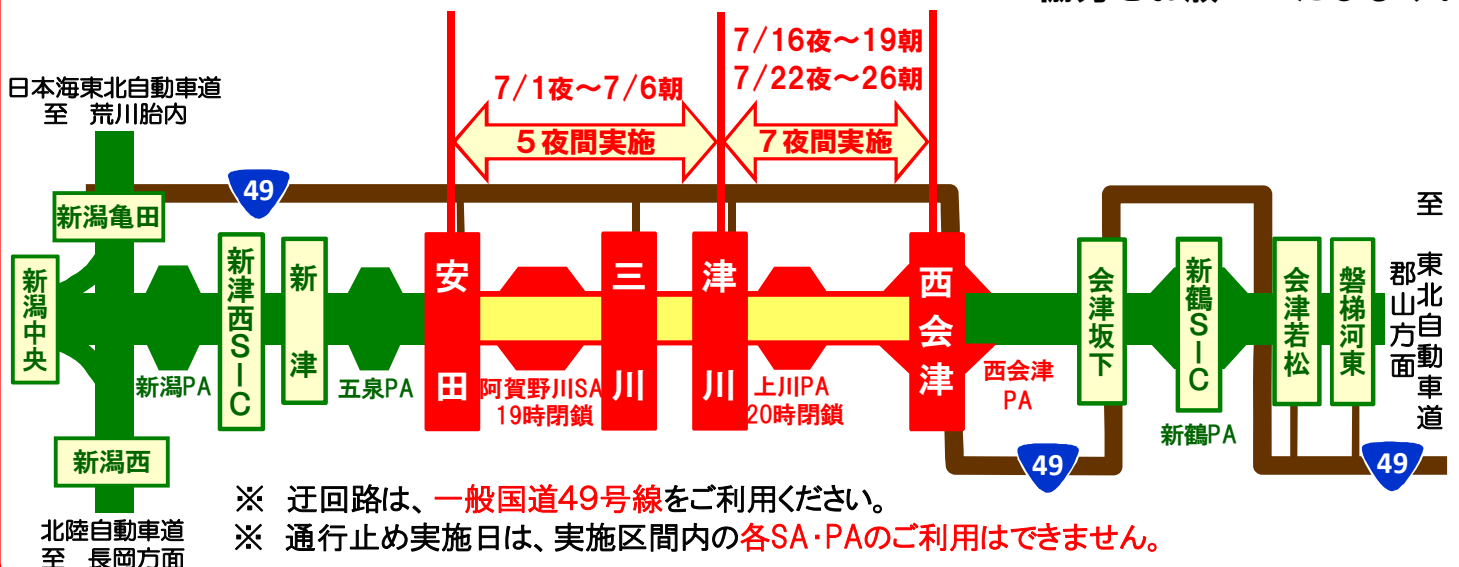 7/16夜～19朝
7/22夜～26朝
7/1夜～7/6朝
5夜間実施
7夜間実施
日本海東北自動車道
至 荒川胎内
49
新潟亀田
新潟中央
新潟PA
新津西SIC
新津
五泉PA
安田
阿賀野川SA
19時閉鎖
三川
津川
上川PA
20時閉鎖
西会津
西会津
PA
会津坂下
新鶴SIC
新鶴PA
会津若松
磐梯河東
至 東北自動車道
郡山方面
49
49
新潟西
北陸自動車道
至 長岡方面
※ 迂回路は、一般国道49号線をご利用ください。
※ 通行止め実施日は、実施区間内の各SA・PAのご利用はできません。